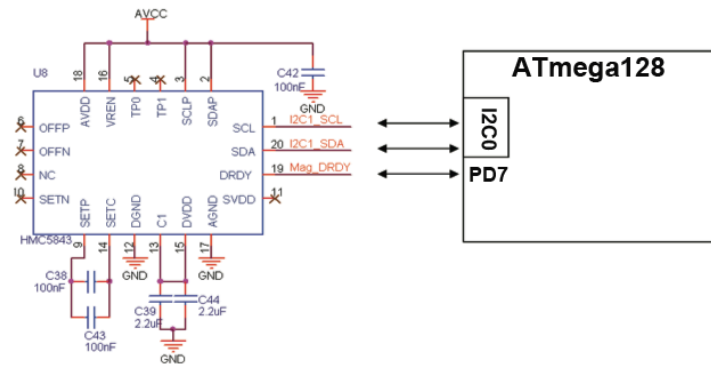 AVCC
U8
18
16
5
4
3
2
C42
100nF
GND
AVDD
VREN
TP0
TP1
SCLP
SDAP
6
OFFP
7
OFFN
8
NC
10
SETN
SCL
1
I2C1_SCL
SDA
20
I2C1_SDA
DRDY
19
Mag_DRDY
SVDD
11
SETP
SETC
DGND
C1
DVDD
AGND
HMC5843
9
14
12
13
15
17
GND
GND
C38
100nF
C43
100nF
C39
2.2uF
C44
2.2uF
GND
ATmega128
I2C0
PD7